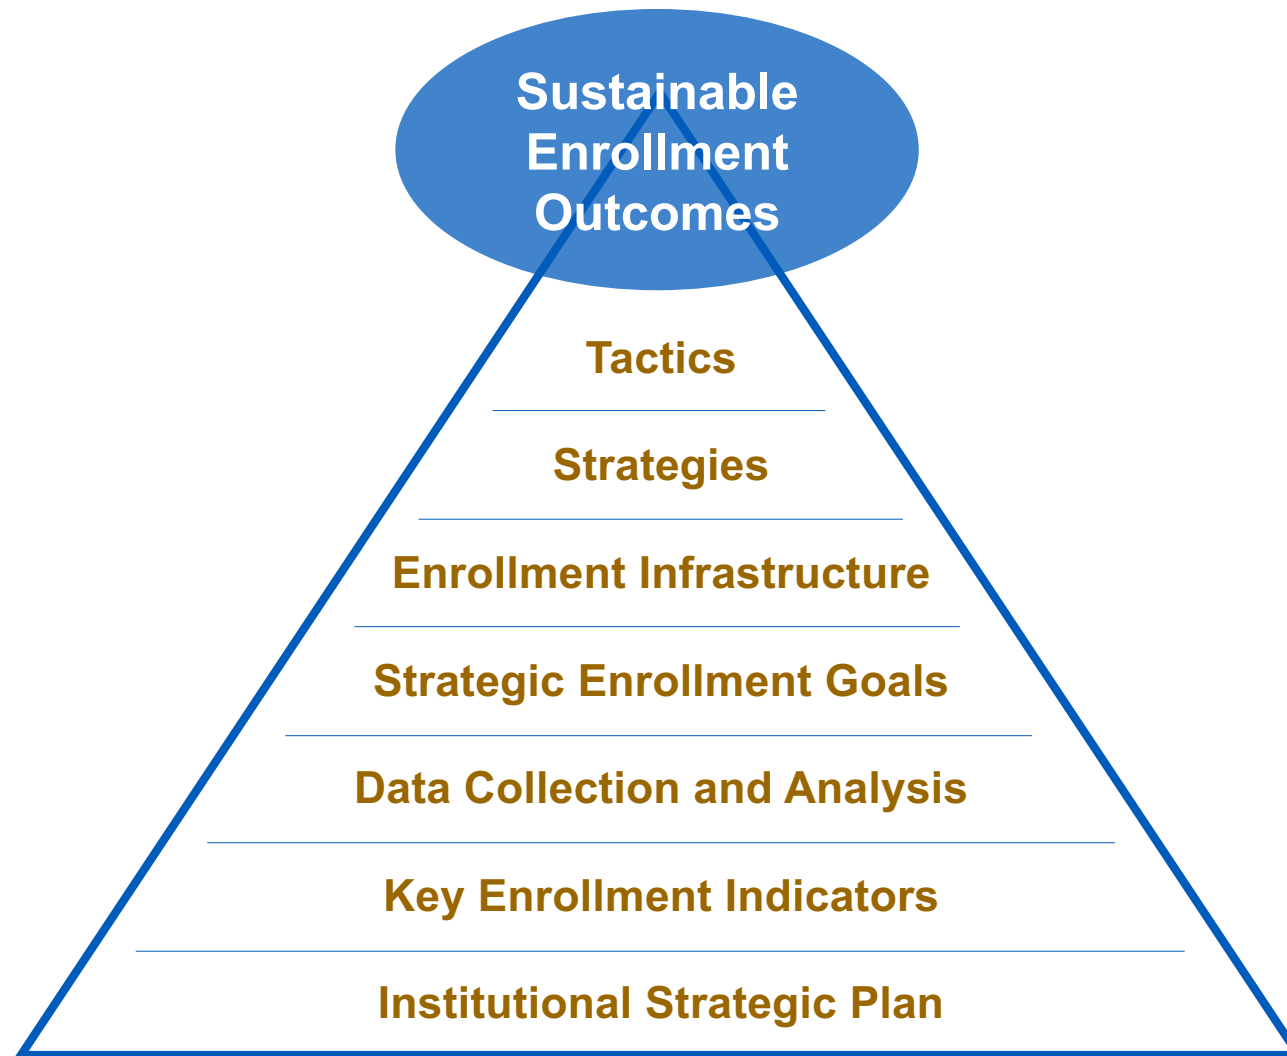 Sustainable
Enrollment
Outcomes
Tactics
Strategies
Enrollment Infrastructure
Strategic Enrollment Goals
Data Collection and Analysis
Key Enrollment Indicators
Institutional Strategic Plan